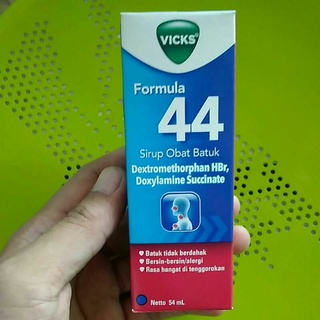 VICKS®
Formula
44
Sirup Obat Batuk
Dextromethorphan HBr,
Doxylamine Succinate
• Batuk tidak berdahak
• Bersin-bersin/alergi
• Rasa hangat di tenggorokan
Netto 54 mL